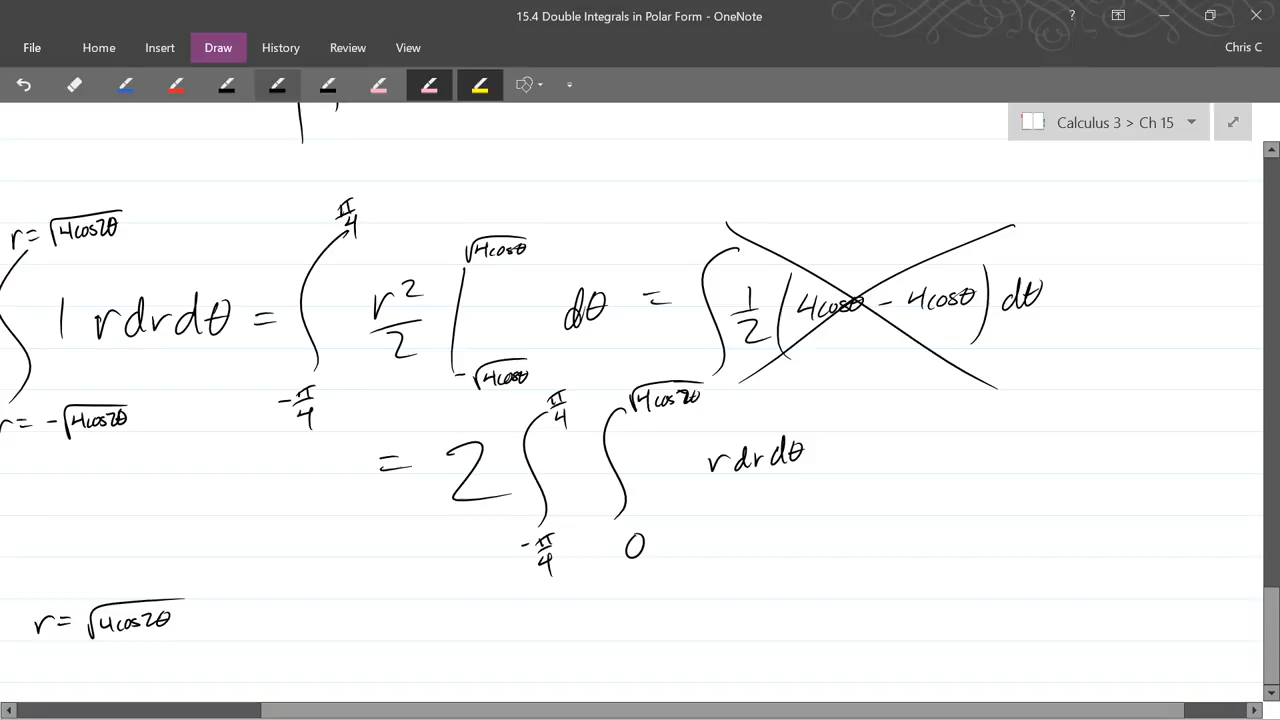 15.4 Double Integrals in Polar Form - OneNote
?
File Home Insert Draw History Review View
Chris C
Calculus 3 > Ch 15
r = √4cos2θ
r = -√4cos2θ
1 r dr dθ = ∫_{-π/4}^{π/4} r²/2 |_{-√4cosθ}^{√4cosθ} dθ = ∫ 1/2 (4cosθ - 4cosθ) dθ
= 2 ∫_{-π/4}^{π/4} ∫_0^{√4cos2θ} r dr dθ
r = √4cos2θ